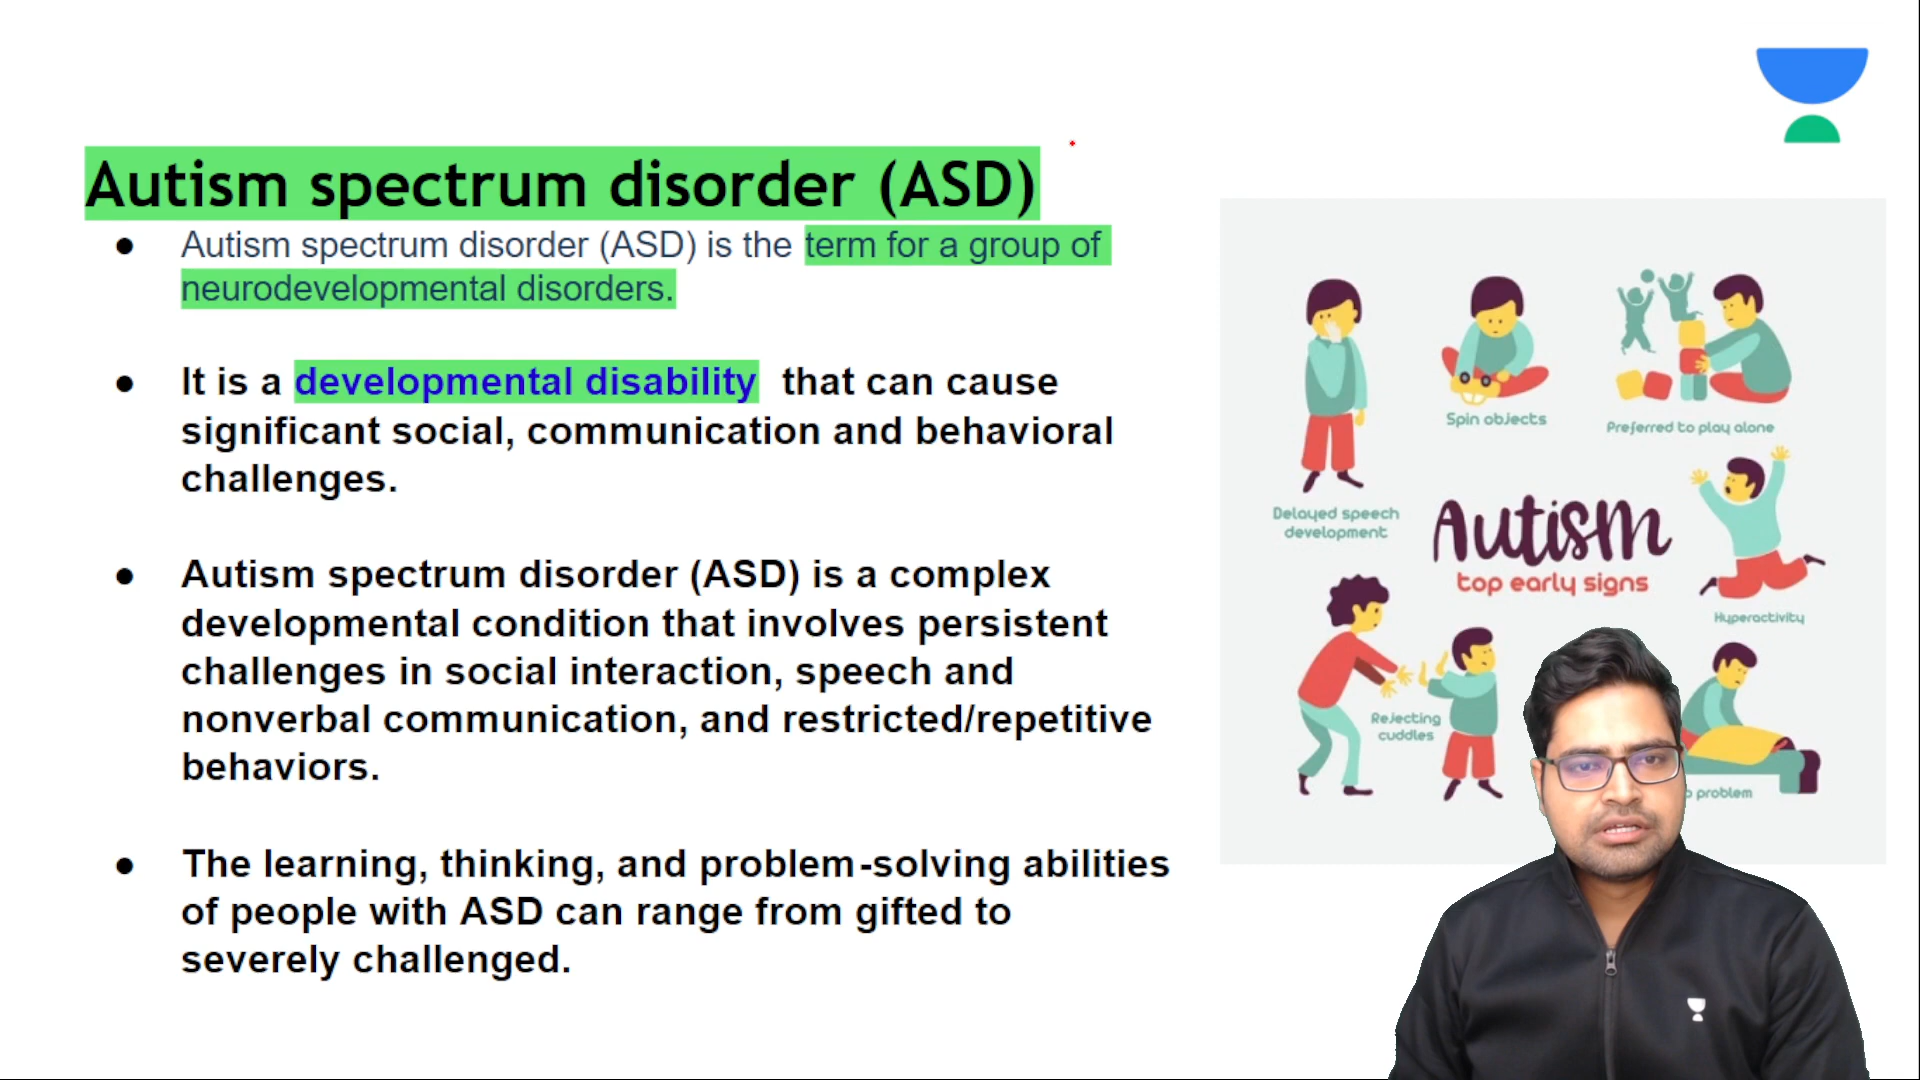 Autism spectrum disorder (ASD)
● Autism spectrum disorder (ASD) is the term for a group of
neurodevelopmental disorders.
● It is a developmental disability that can cause
significant social, communication and behavioral
challenges.
● Autism spectrum disorder (ASD) is a complex
developmental condition that involves persistent
challenges in social interaction, speech and
nonverbal communication, and restricted/repetitive
behaviors.
● The learning, thinking, and problem-solving abilities
of people with ASD can range from gifted to
severely challenged.
Spin objects
Preferred to play alone
Delayed speech
development
Autism
top early signs
Hyperactivity
Rejecting
cuddles
problem